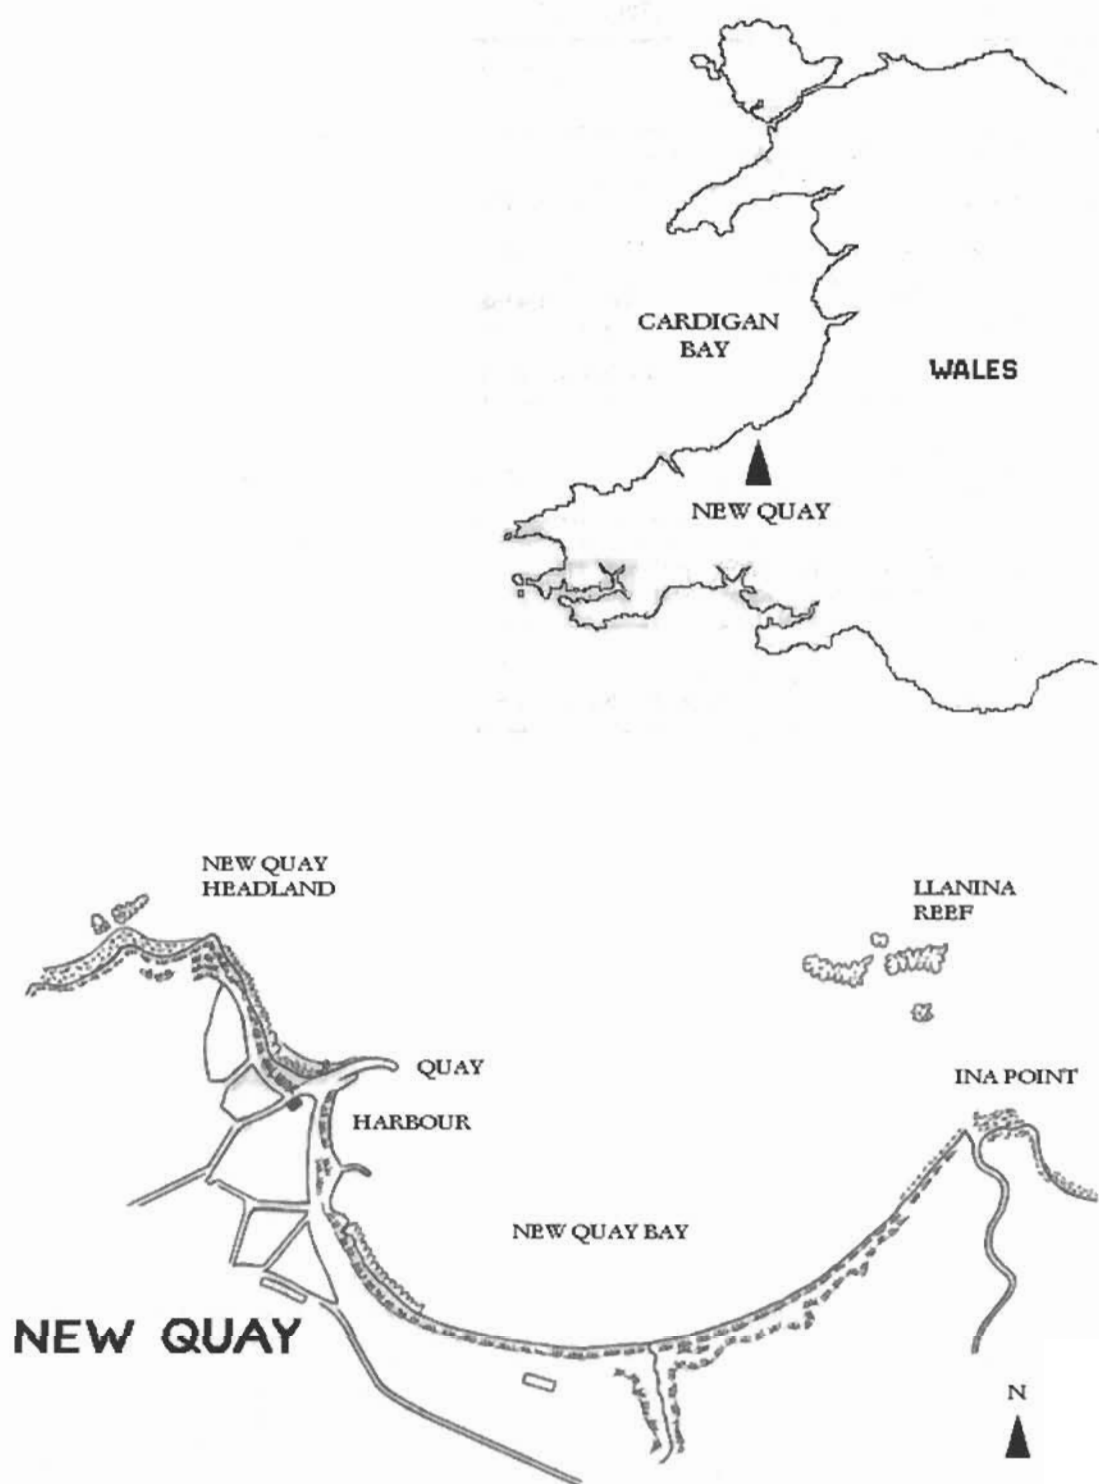 CARDIGAN
BAY
WALES
NEW QUAY
NEW QUAY
HEADLAND
LLANINA
REEF
QUAY
INA POINT
HARBOUR
NEW QUAY BAY
NEW QUAY
N